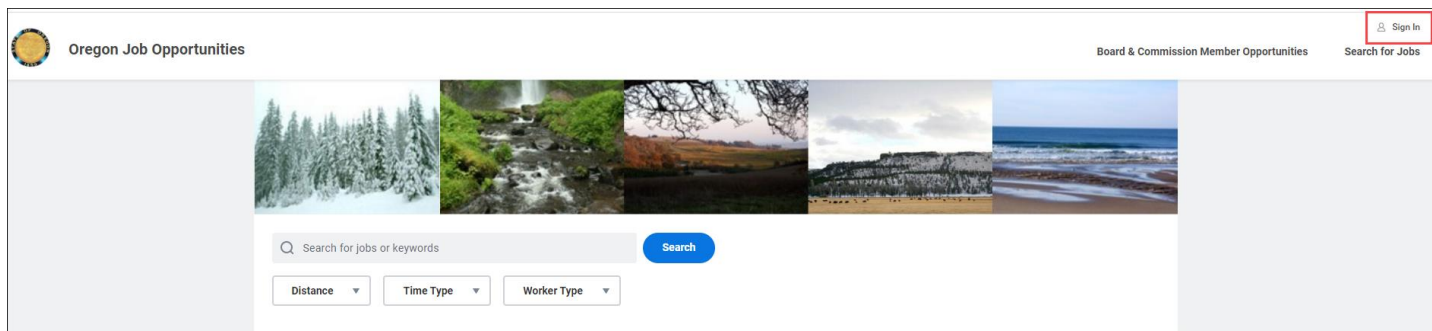 Sign In
Oregon Job Opportunities
Board & Commission Member Opportunities
Search for Jobs
Search for jobs or keywords
Search
Distance
Time Type
Worker Type